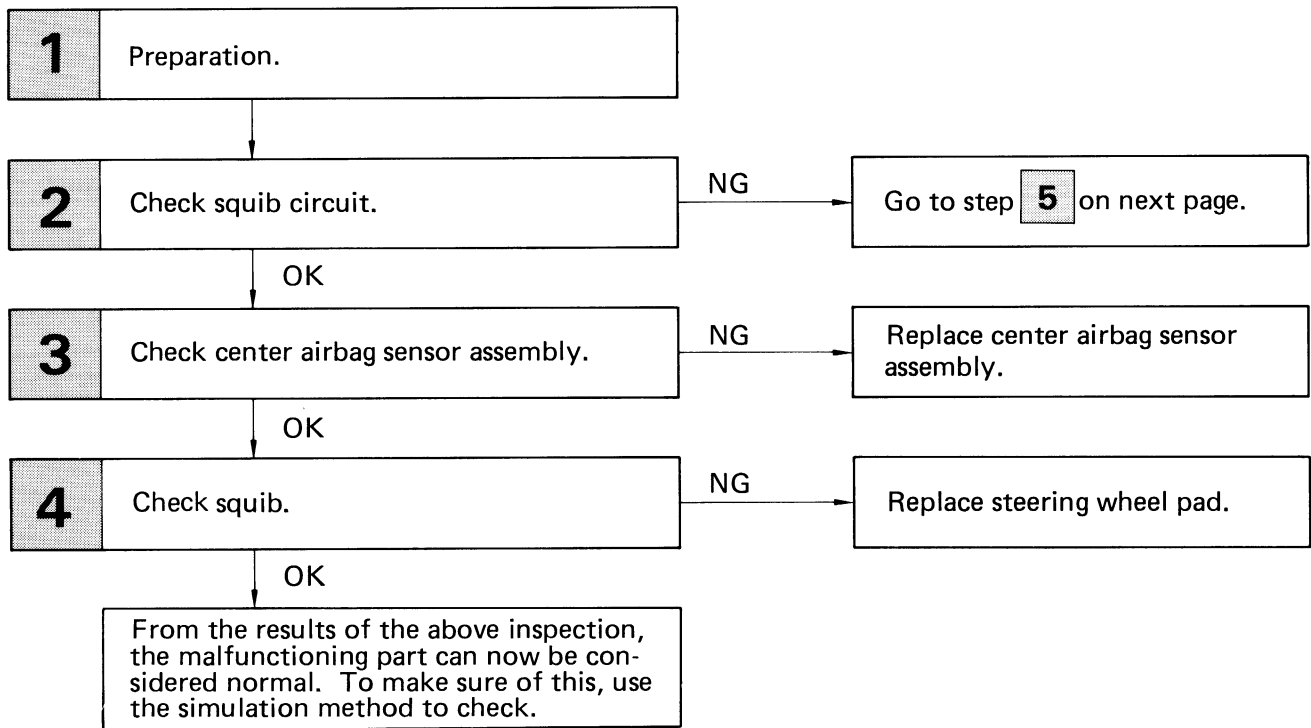 1 Preparation.
2 Check squib circuit.
NG
Go to step 5 on next page.
OK
3 Check center airbag sensor assembly.
NG
Replace center airbag sensor
assembly.
OK
4 Check squib.
NG
Replace steering wheel pad.
OK
From the results of the above inspection,
the malfunctioning part can now be con-
sidered normal. To make sure of this, use
the simulation method to check.